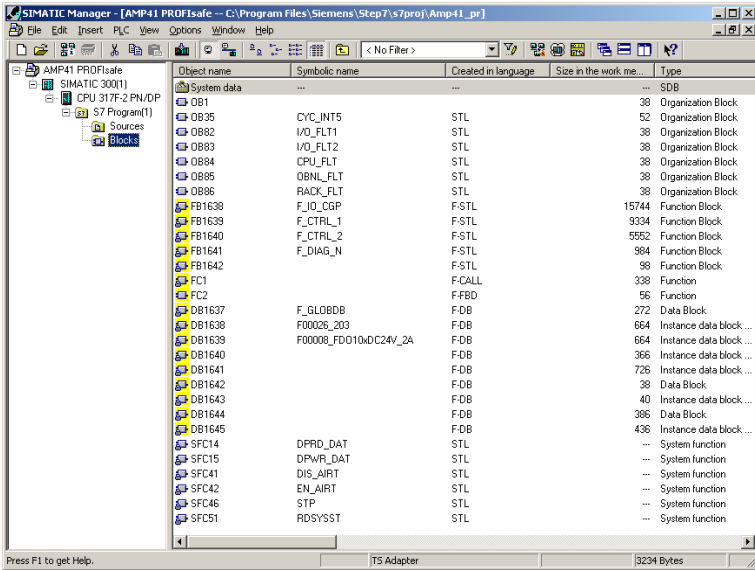 SIMATIC Manager - [AMP41 PROFIsafe -- C:\Program Files\Siemens\Step7\s7proj\Amp41_pr]
File Edit Insert PLC View Options Window Help
< No Filter >
AMP41 PROFIsafe
SIMATIC 300(1)
CPU 317F-2 PN/DP
S7 Program(1)
Sources
Blocks
Object name Symbolic name Created in language Size in the work me... Type
System data --- --- --- SDB
OB1 38 Organization Block
OB35 CYC_INT5 STL 52 Organization Block
OB82 I/O_FLT1 STL 38 Organization Block
OB83 I/O_FLT2 STL 38 Organization Block
OB84 CPU_FLT STL 38 Organization Block
OB85 OBNL_FLT STL 38 Organization Block
OB86 RACK_FLT STL 38 Organization Block
FB1638 F_IO_CGP F-STL 15744 Function Block
FB1639 F_CTRL_1 F-STL 9334 Function Block
FB1640 F_CTRL_2 F-STL 5552 Function Block
FB1641 F_DIAG_N F-STL 984 Function Block
FB1642 F-STL 98 Function Block
FC1 F-CALL 338 Function
FC2 F-FBD 56 Function
DB1637 F_GLOBDB F-DB 272 Data Block
DB1638 F00026_203 F-DB 664 Instance data block ...
DB1639 F00008_FDO10xDC24V_2A F-DB 664 Instance data block ...
DB1640 F-DB 366 Instance data block ...
DB1641 F-DB 726 Instance data block ...
DB1642 F-DB 38 Data Block
DB1643 F-DB 40 Instance data block ...
DB1644 F-DB 386 Data Block
DB1645 F-DB 436 Instance data block ...
SFC14 DPRD_DAT STL --- System function
SFC15 DPWR_DAT STL --- System function
SFC41 DIS_AIRT STL --- System function
SFC42 EN_AIRT STL --- System function
SFC46 STP STL --- System function
SFC51 RDSYSST STL --- System function
Press F1 to get Help. TS Adapter 3234 Bytes